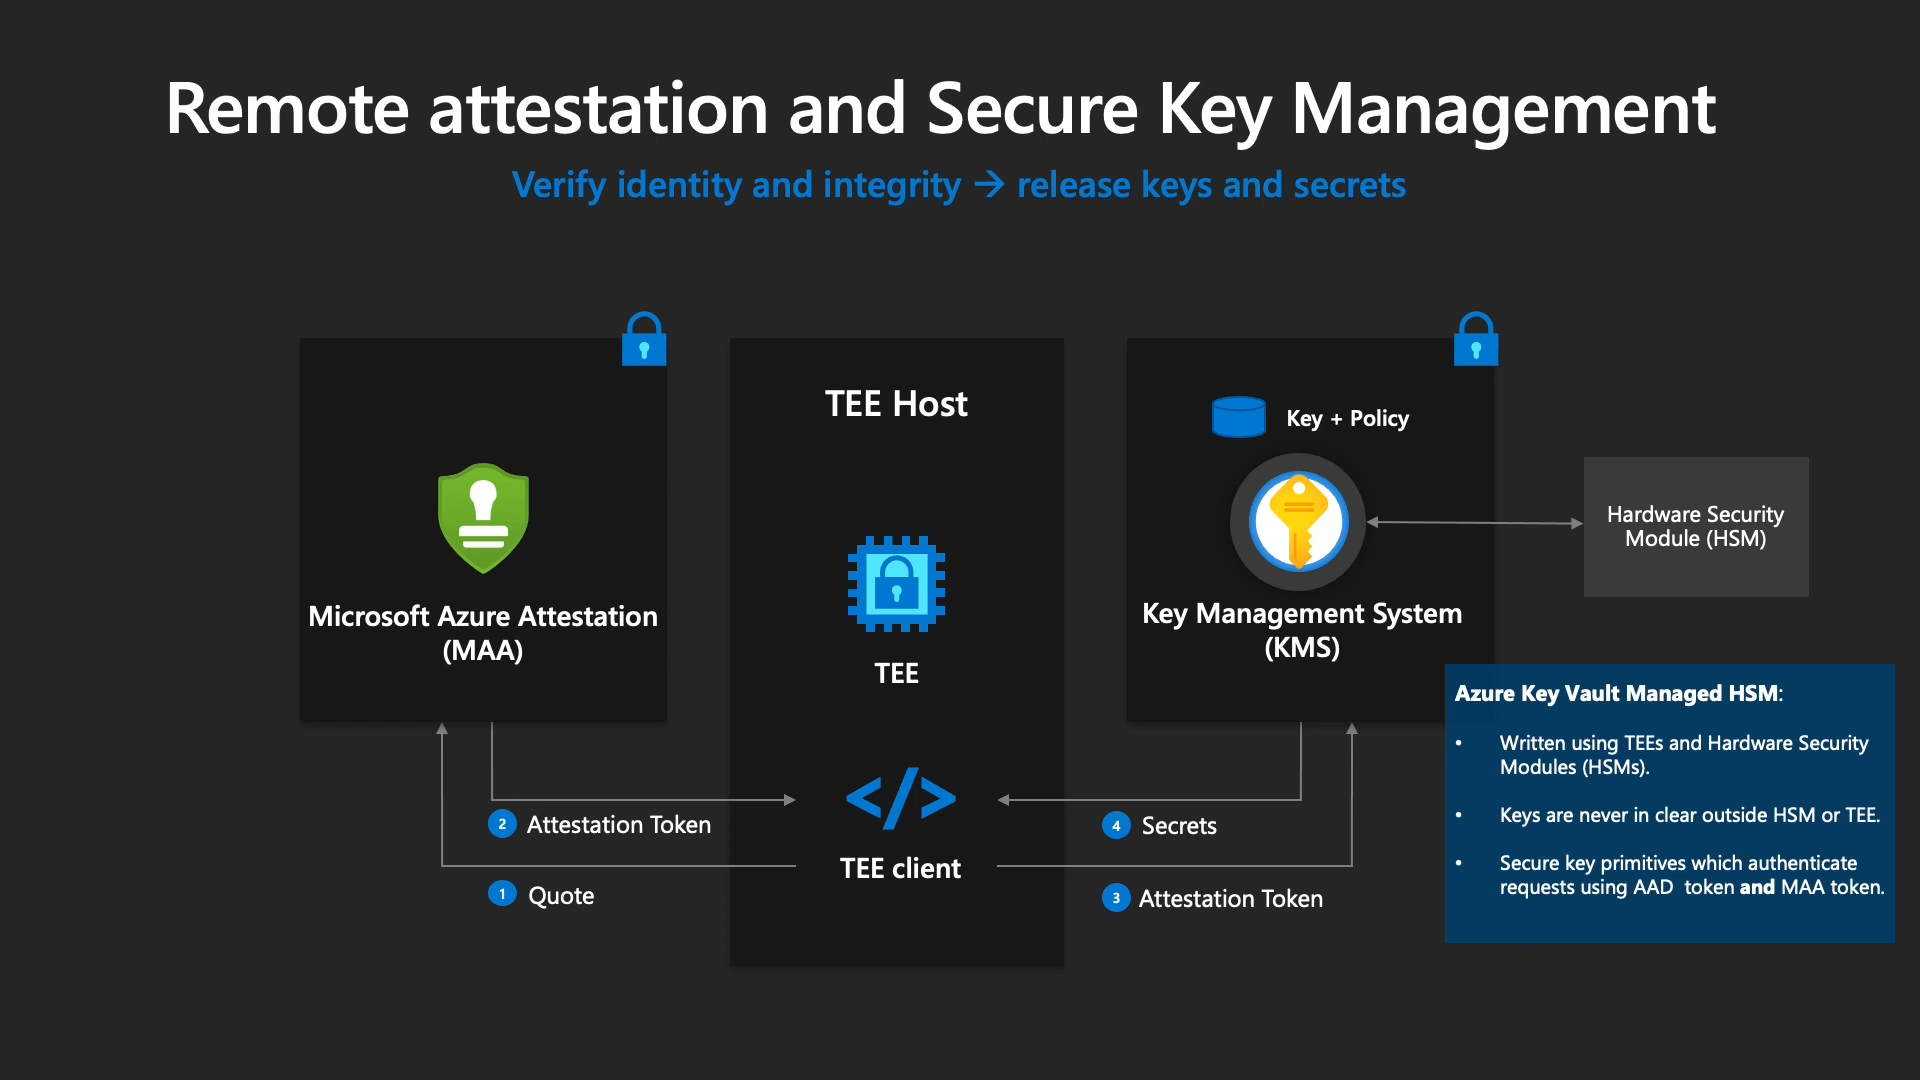 Remote attestation and Secure Key Management
Verify identity and integrity → release keys and secrets
Microsoft Azure Attestation
(MAA)
TEE Host
TEE
</>
TEE client
Key + Policy
Key Management System
(KMS)
Hardware Security
Module (HSM)
2 Attestation Token
1 Quote
4 Secrets
3 Attestation Token
Azure Key Vault Managed HSM:
• Written using TEEs and Hardware Security
Modules (HSMs).
• Keys are never in clear outside HSM or TEE.
• Secure key primitives which authenticate
requests using AAD  token and MAA token.